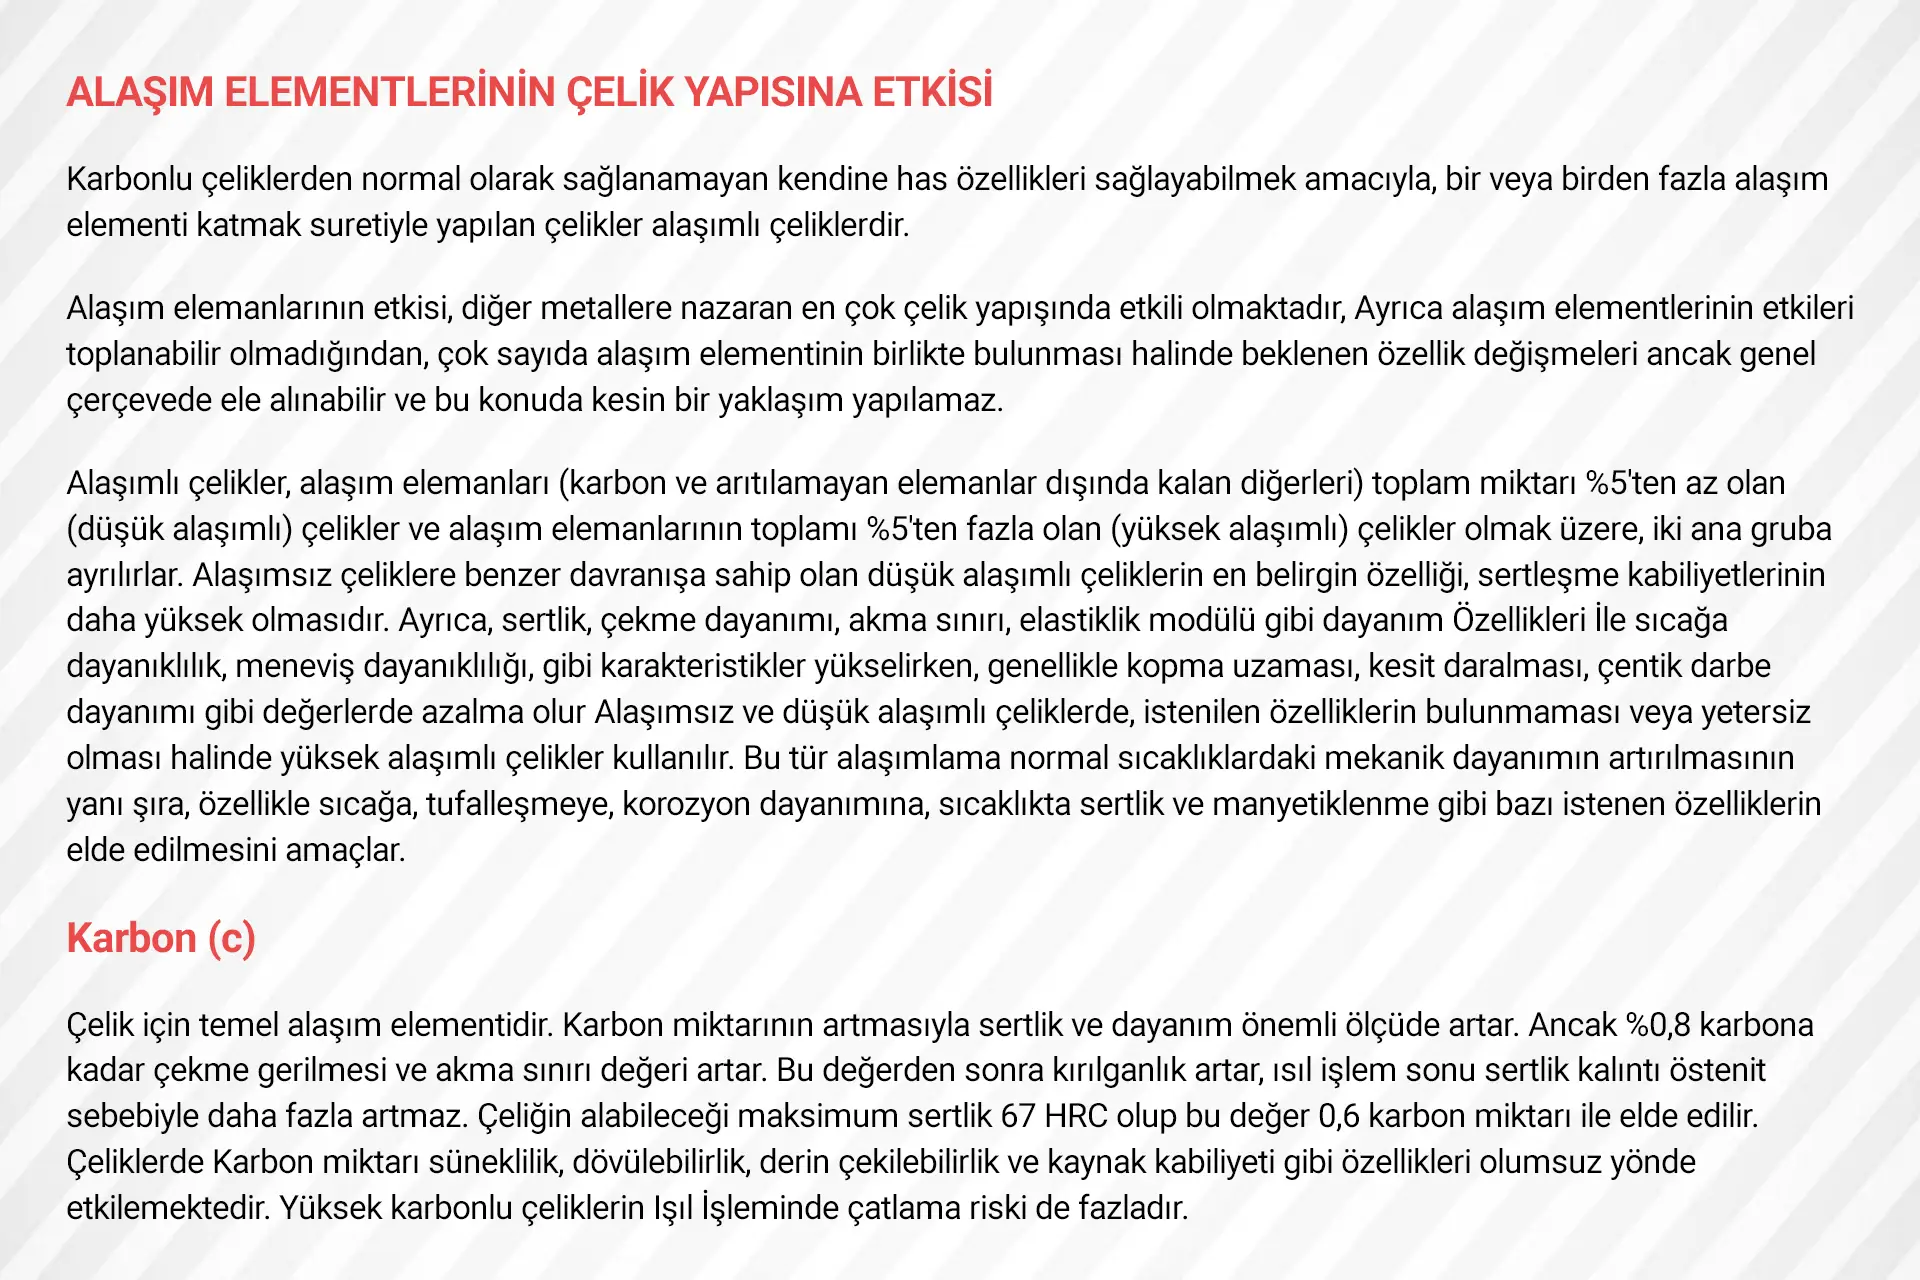 ALAŞIM ELEMENTLERİNİN ÇELİK YAPISINA ETKİSİ
Karbonlu çeliklerden normal olarak sağlanamayan kendine has özellikleri sağlayabilmek amacıyla, bir veya birden fazla alaşım
elementi katmak suretiyle yapılan çelikler alaşımlı çeliklerdir.
Alaşım elemanlarının etkisi, diğer metallere nazaran en çok çelik yapışında etkili olmaktadır, Ayrıca alaşım elementlerinin etkileri
toplanabilir olmadığından, çok sayıda alaşım elementinin birlikte bulunması halinde beklenen özellik değişmeleri ancak genel
çerçevede ele alınabilir ve bu konuda kesin bir yaklaşım yapılamaz.
Alaşımlı çelikler, alaşım elemanları (karbon ve arıtılamayan elemanlar dışında kalan diğerleri) toplam miktarı %5'ten az olan
(düşük alaşımlı) çelikler ve alaşım elemanlarının toplamı %5'ten fazla olan (yüksek alaşımlı) çelikler olmak üzere, iki ana gruba
ayrılırlar. Alaşımsız çeliklere benzer davranışa sahip olan düşük alaşımlı çeliklerin en belirgin özelliği, sertleşme kabiliyetlerinin
daha yüksek olmasıdır. Ayrıca, sertlik, çekme dayanımı, akma sınırı, elastiklik modülü gibi dayanım Özellikleri İle sıcağa
dayanıklılık, meneviş dayanıklılığı, gibi karakteristikler yükselirken, genellikle kopma uzaması, kesit daralması, çentik darbe
dayanımı gibi değerlerde azalma olur Alaşımsız ve düşük alaşımlı çeliklerde, istenilen özelliklerin bulunmaması veya yetersiz
olması halinde yüksek alaşımlı çelikler kullanılır. Bu tür alaşımlama normal sıcaklıklardaki mekanik dayanımın artırılmasının
yanı şıra, özellikle sıcağa, tufalleşmeye, korozyon dayanımına, sıcaklıkta sertlik ve manyetiklenme gibi bazı istenen özelliklerin
elde edilmesini amaçlar.
Karbon (c)
Çelik için temel alaşım elementidir. Karbon miktarının artmasıyla sertlik ve dayanım önemli ölçüde artar. Ancak %0,8 karbona
kadar çekme gerilmesi ve akma sınırı değeri artar. Bu değerden sonra kırılganlık artar, ısıl işlem sonu sertlik kalıntı östenit
sebebiyle daha fazla artmaz. Çeliğin alabileceği maksimum sertlik 67 HRC olup bu değer 0,6 karbon miktarı ile elde edilir.
Çeliklerde Karbon miktarı süneklilik, dövülebilirlik, derin çekilebilirlik ve kaynak kabiliyeti gibi özellikleri olumsuz yönde
etkilemektedir. Yüksek karbonlu çeliklerin Işıl İşleminde çatlama riski de fazladır.